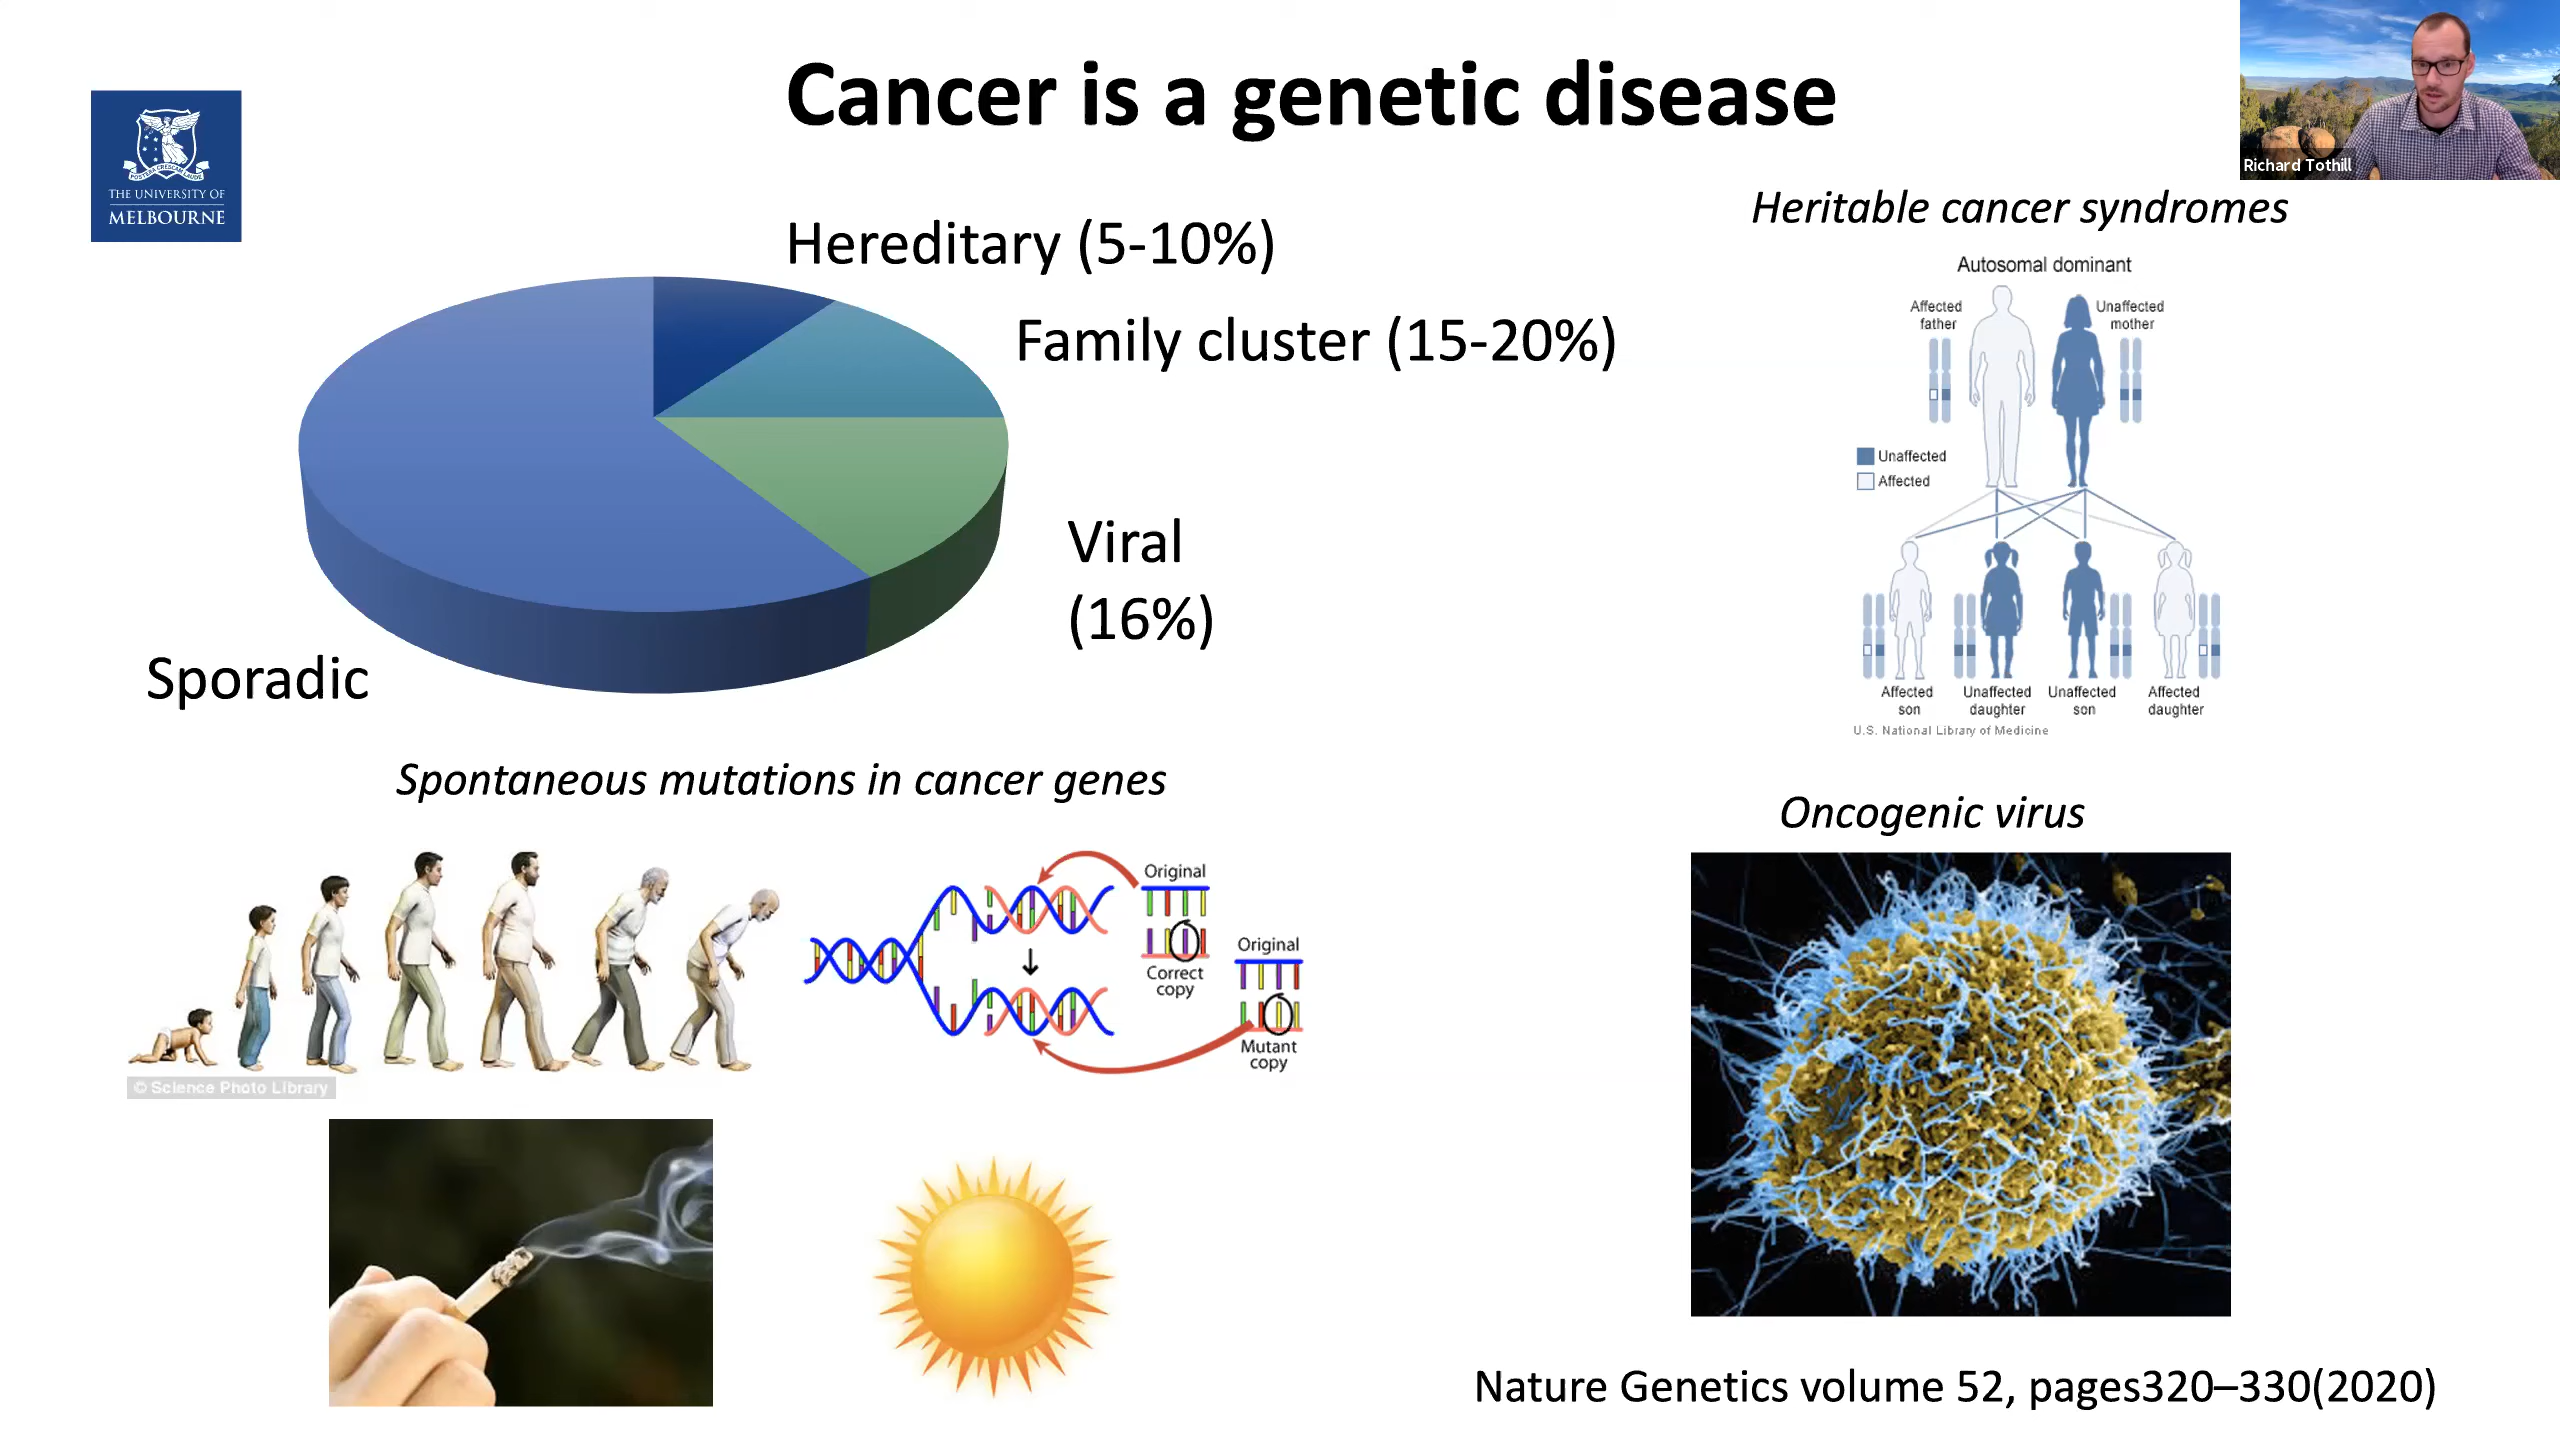 Cancer is a genetic disease
THE UNIVERSITY OF
MELBOURNE
Richard Tothill
Hereditary (5-10%)
Family cluster (15-20%)
Viral
(16%)
Sporadic
Heritable cancer syndromes
Autosomal dominant
Affected
father
Unaffected
mother
Unaffected
Affected
Affected
son
Unaffected
daughter
Unaffected
son
Affected
daughter
U.S. National Library of Medicine
Spontaneous mutations in cancer genes
© Science Photo Library
Original
Correct
copy
Original
Mutant
copy
Oncogenic virus
Nature Genetics volume 52, pages320–330(2020)